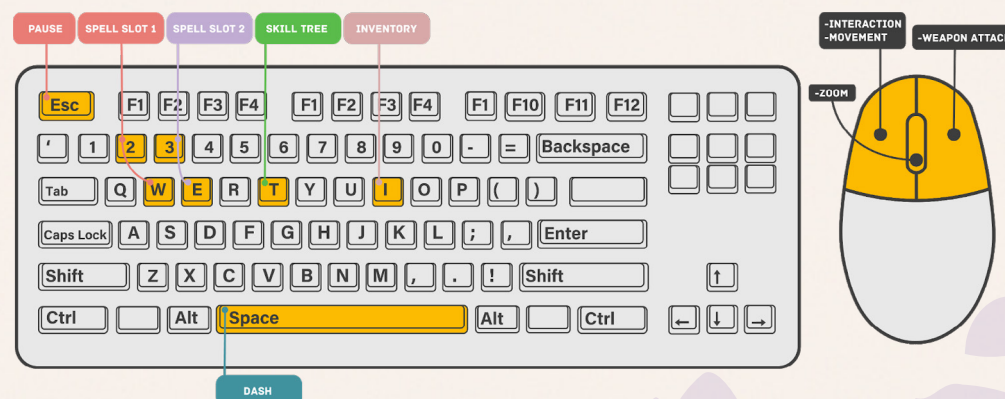 PAUSE SPELL SLOT 1 SPELL SLOT 2 SKILL TREE INVENTORY
-INTERACTION
-MOVEMENT
-WEAPON ATTAC
-ZOOM
Esc F1 F2 F3 F4 F1 F2 F3 F4 F1 F10 F11 F12
‘ 1 2 3 4 5 6 7 8 9 0 - = Backspace
Tab Q W E R T Y U I O P ( )
Caps Lock A S D F G H J K L ; , Enter
Shift Z X C V B N M , . ! Shift ↑
Ctrl Alt Space Alt Ctrl ← ↓ →
DASH